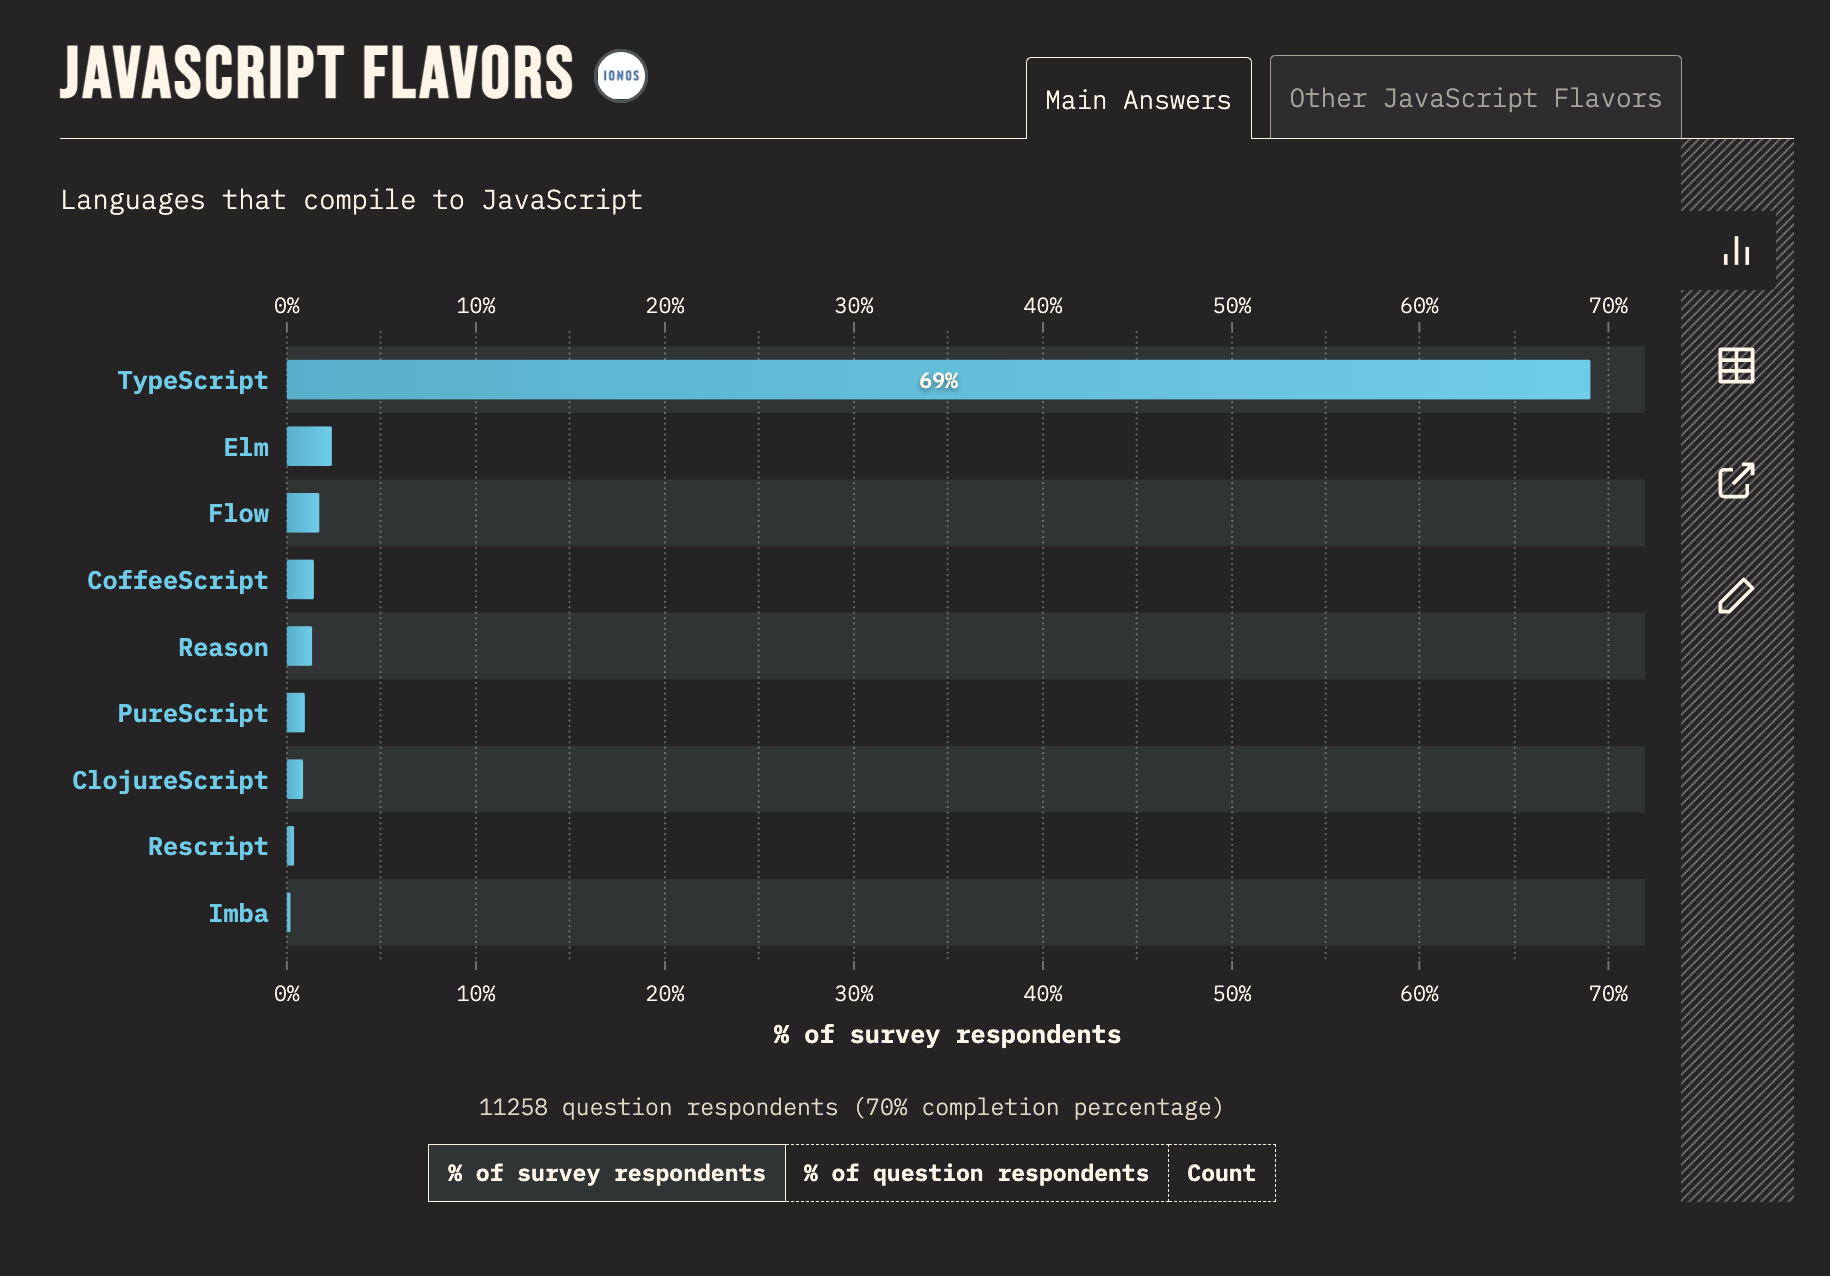 JAVASCRIPT FLAVORS
IONOS
Main Answers
Other JavaScript Flavors
Languages that compile to JavaScript
0% 10% 20% 30% 40% 50% 60% 70%
TypeScript 69%
Elm
Flow
CoffeeScript
Reason
PureScript
ClojureScript
Rescript
Imba
0% 10% 20% 30% 40% 50% 60% 70%
% of survey respondents
11258 question respondents (70% completion percentage)
% of survey respondents % of question respondents Count